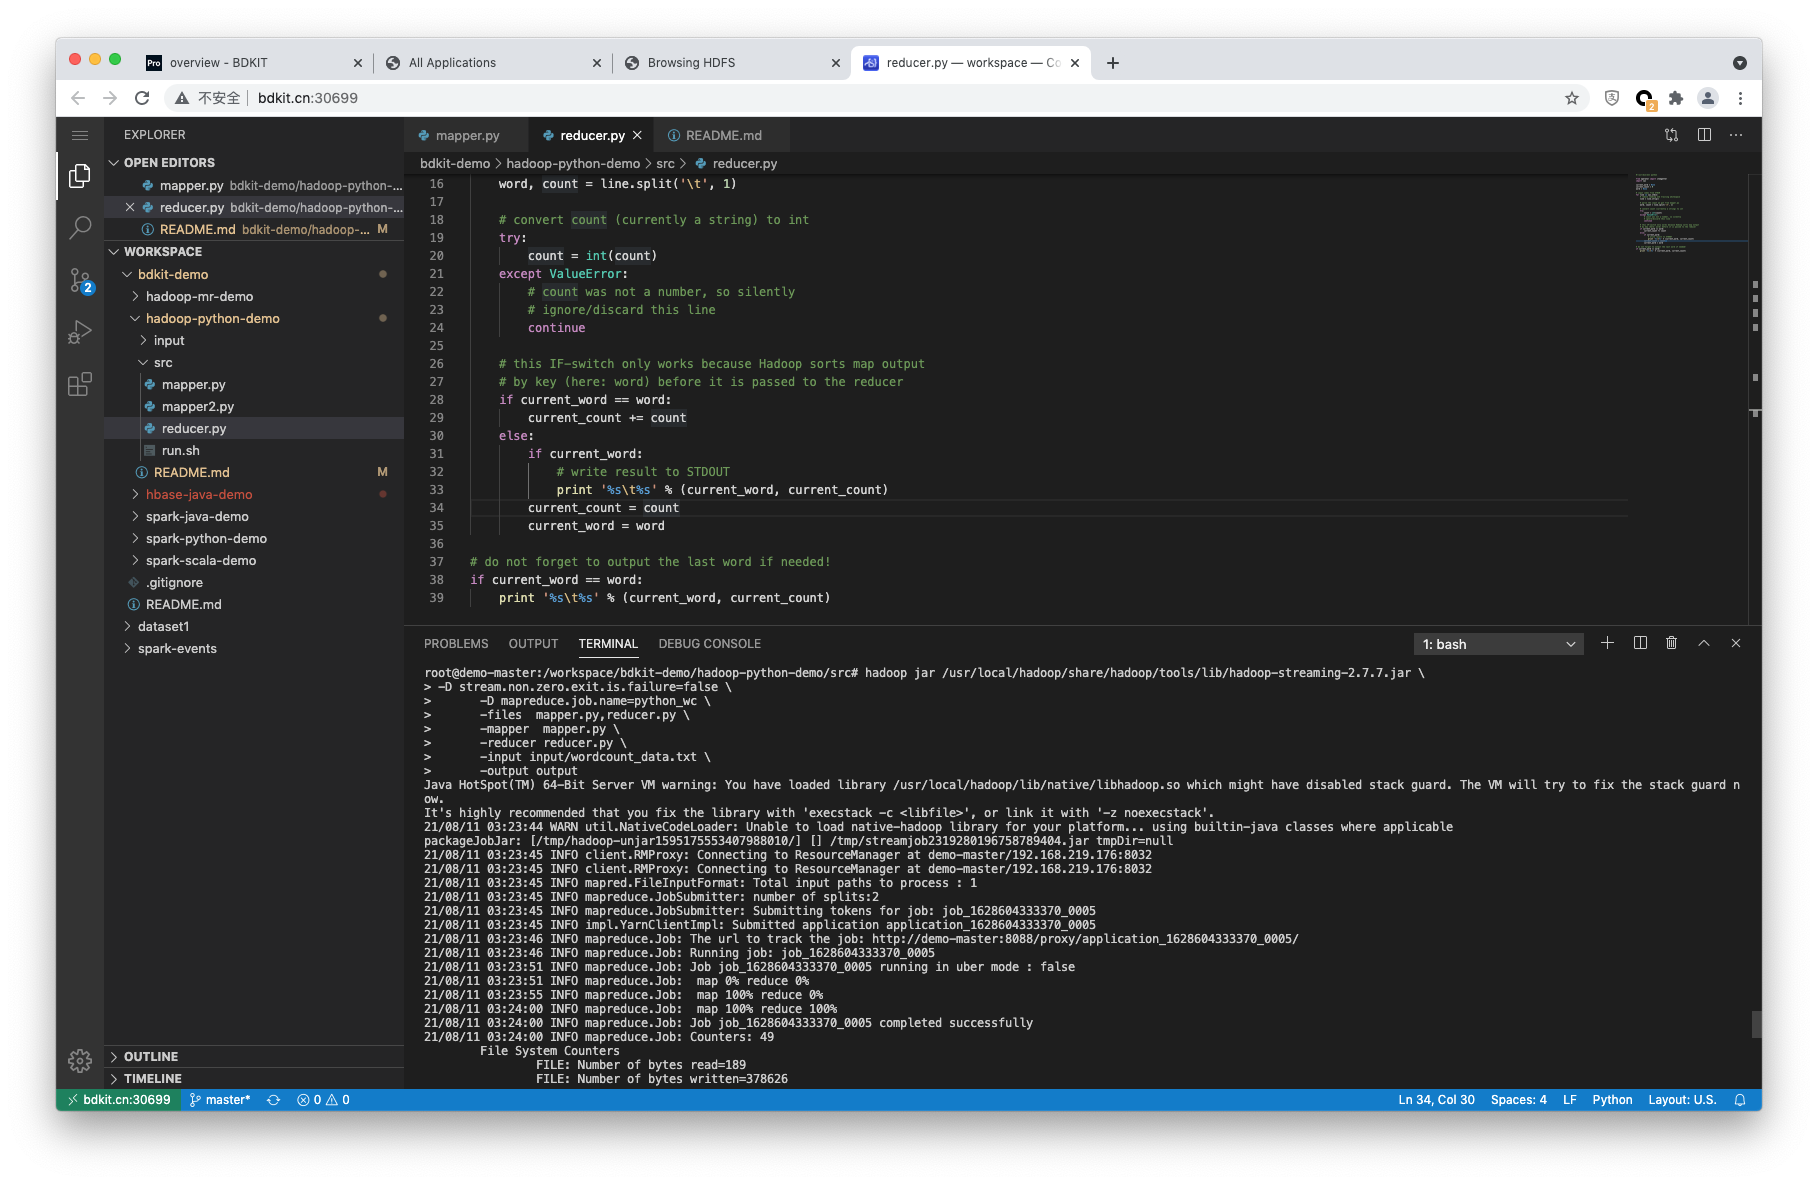 Pro overview - BDKIT
All Applications
Browsing HDFS
reducer.py — workspace — Co
不安全 bdkit.cn:30699
2
EXPLORER
OPEN EDITORS
mapper.py bdkit-demo/hadoop-python-...
reducer.py bdkit-demo/hadoop-python-...
README.md bdkit-demo/hadoop-... M
WORKSPACE
bdkit-demo
hadoop-mr-demo
hadoop-python-demo
input
src
mapper.py
mapper2.py
reducer.py
run.sh
README.md M
hbase-java-demo
spark-java-demo
spark-python-demo
spark-scala-demo
.gitignore
README.md
dataset1
spark-events
OUTLINE
TIMELINE
2
mapper.py
reducer.py
README.md
bdkit-demo > hadoop-python-demo > src > reducer.py
16 word, count = line.split('\t', 1)
17
18 # convert count (currently a string) to int
19 try:
20 count = int(count)
21 except ValueError:
22 # count was not a number, so silently
23 # ignore/discard this line
24 continue
25
26 # this IF-switch only works because Hadoop sorts map output
27 # by key (here: word) before it is passed to the reducer
28 if current_word == word:
29 current_count += count
30 else:
31 if current_word:
32 # write result to STDOUT
33 print '%s\t%s' % (current_word, current_count)
34 current_count = count
35 current_word = word
36
37 # do not forget to output the last word if needed!
38 if current_word == word:
39 print '%s\t%s' % (current_word, current_count)
PROBLEMS OUTPUT TERMINAL DEBUG CONSOLE
1: bash
root@demo-master:/workspace/bdkit-demo/hadoop-python-demo/src# hadoop jar /usr/local/hadoop/share/hadoop/tools/lib/hadoop-streaming-2.7.7.jar \
> -D stream.non.zero.exit.is.failure=false \
> -D mapreduce.job.name=python_wc \
> -files mapper.py,reducer.py \
> -mapper mapper.py \
> -reducer reducer.py \
> -input input/wordcount_data.txt \
> -output output
Java HotSpot(TM) 64-Bit Server VM warning: You have loaded library /usr/local/hadoop/lib/native/libhadoop.so which might have disabled stack guard. The VM will try to fix the stack guard n
ow.
It's highly recommended that you fix the library with 'execstack -c <libfile>', or link it with '-z noexecstack'.
21/08/11 03:23:44 WARN util.NativeCodeLoader: Unable to load native-hadoop library for your platform... using builtin-java classes where applicable
packageJobJar: [/tmp/hadoop-unjar1595175553407988010/] [] /tmp/streamjob2319280196758789404.jar tmpDir=null
21/08/11 03:23:45 INFO client.RMProxy: Connecting to ResourceManager at demo-master/192.168.219.176:8032
21/08/11 03:23:45 INFO client.RMProxy: Connecting to ResourceManager at demo-master/192.168.219.176:8032
21/08/11 03:23:45 INFO mapred.FileInputFormat: Total input paths to process : 1
21/08/11 03:23:45 INFO mapreduce.JobSubmitter: number of splits:2
21/08/11 03:23:45 INFO mapreduce.JobSubmitter: Submitting tokens for job: job_1628604333370_0005
21/08/11 03:23:45 INFO impl.YarnClientImpl: Submitted application application_1628604333370_0005
21/08/11 03:23:46 INFO mapreduce.Job: The url to track the job: http://demo-master:8088/proxy/application_1628604333370_0005/
21/08/11 03:23:46 INFO mapreduce.Job: Running job: job_1628604333370_0005
21/08/11 03:23:51 INFO mapreduce.Job: Job job_1628604333370_0005 running in uber mode : false
21/08/11 03:23:51 INFO mapreduce.Job: map 0% reduce 0%
21/08/11 03:23:55 INFO mapreduce.Job: map 100% reduce 0%
21/08/11 03:24:00 INFO mapreduce.Job: map 100% reduce 100%
21/08/11 03:24:00 INFO mapreduce.Job: Job job_1628604333370_0005 completed successfully
21/08/11 03:24:00 INFO mapreduce.Job: Counters: 49
File System Counters
FILE: Number of bytes read=189
FILE: Number of bytes written=378626
bdkit.cn:30699 master* 0 0 Ln 34, Col 30 Spaces: 4 LF Python Layout: U.S.